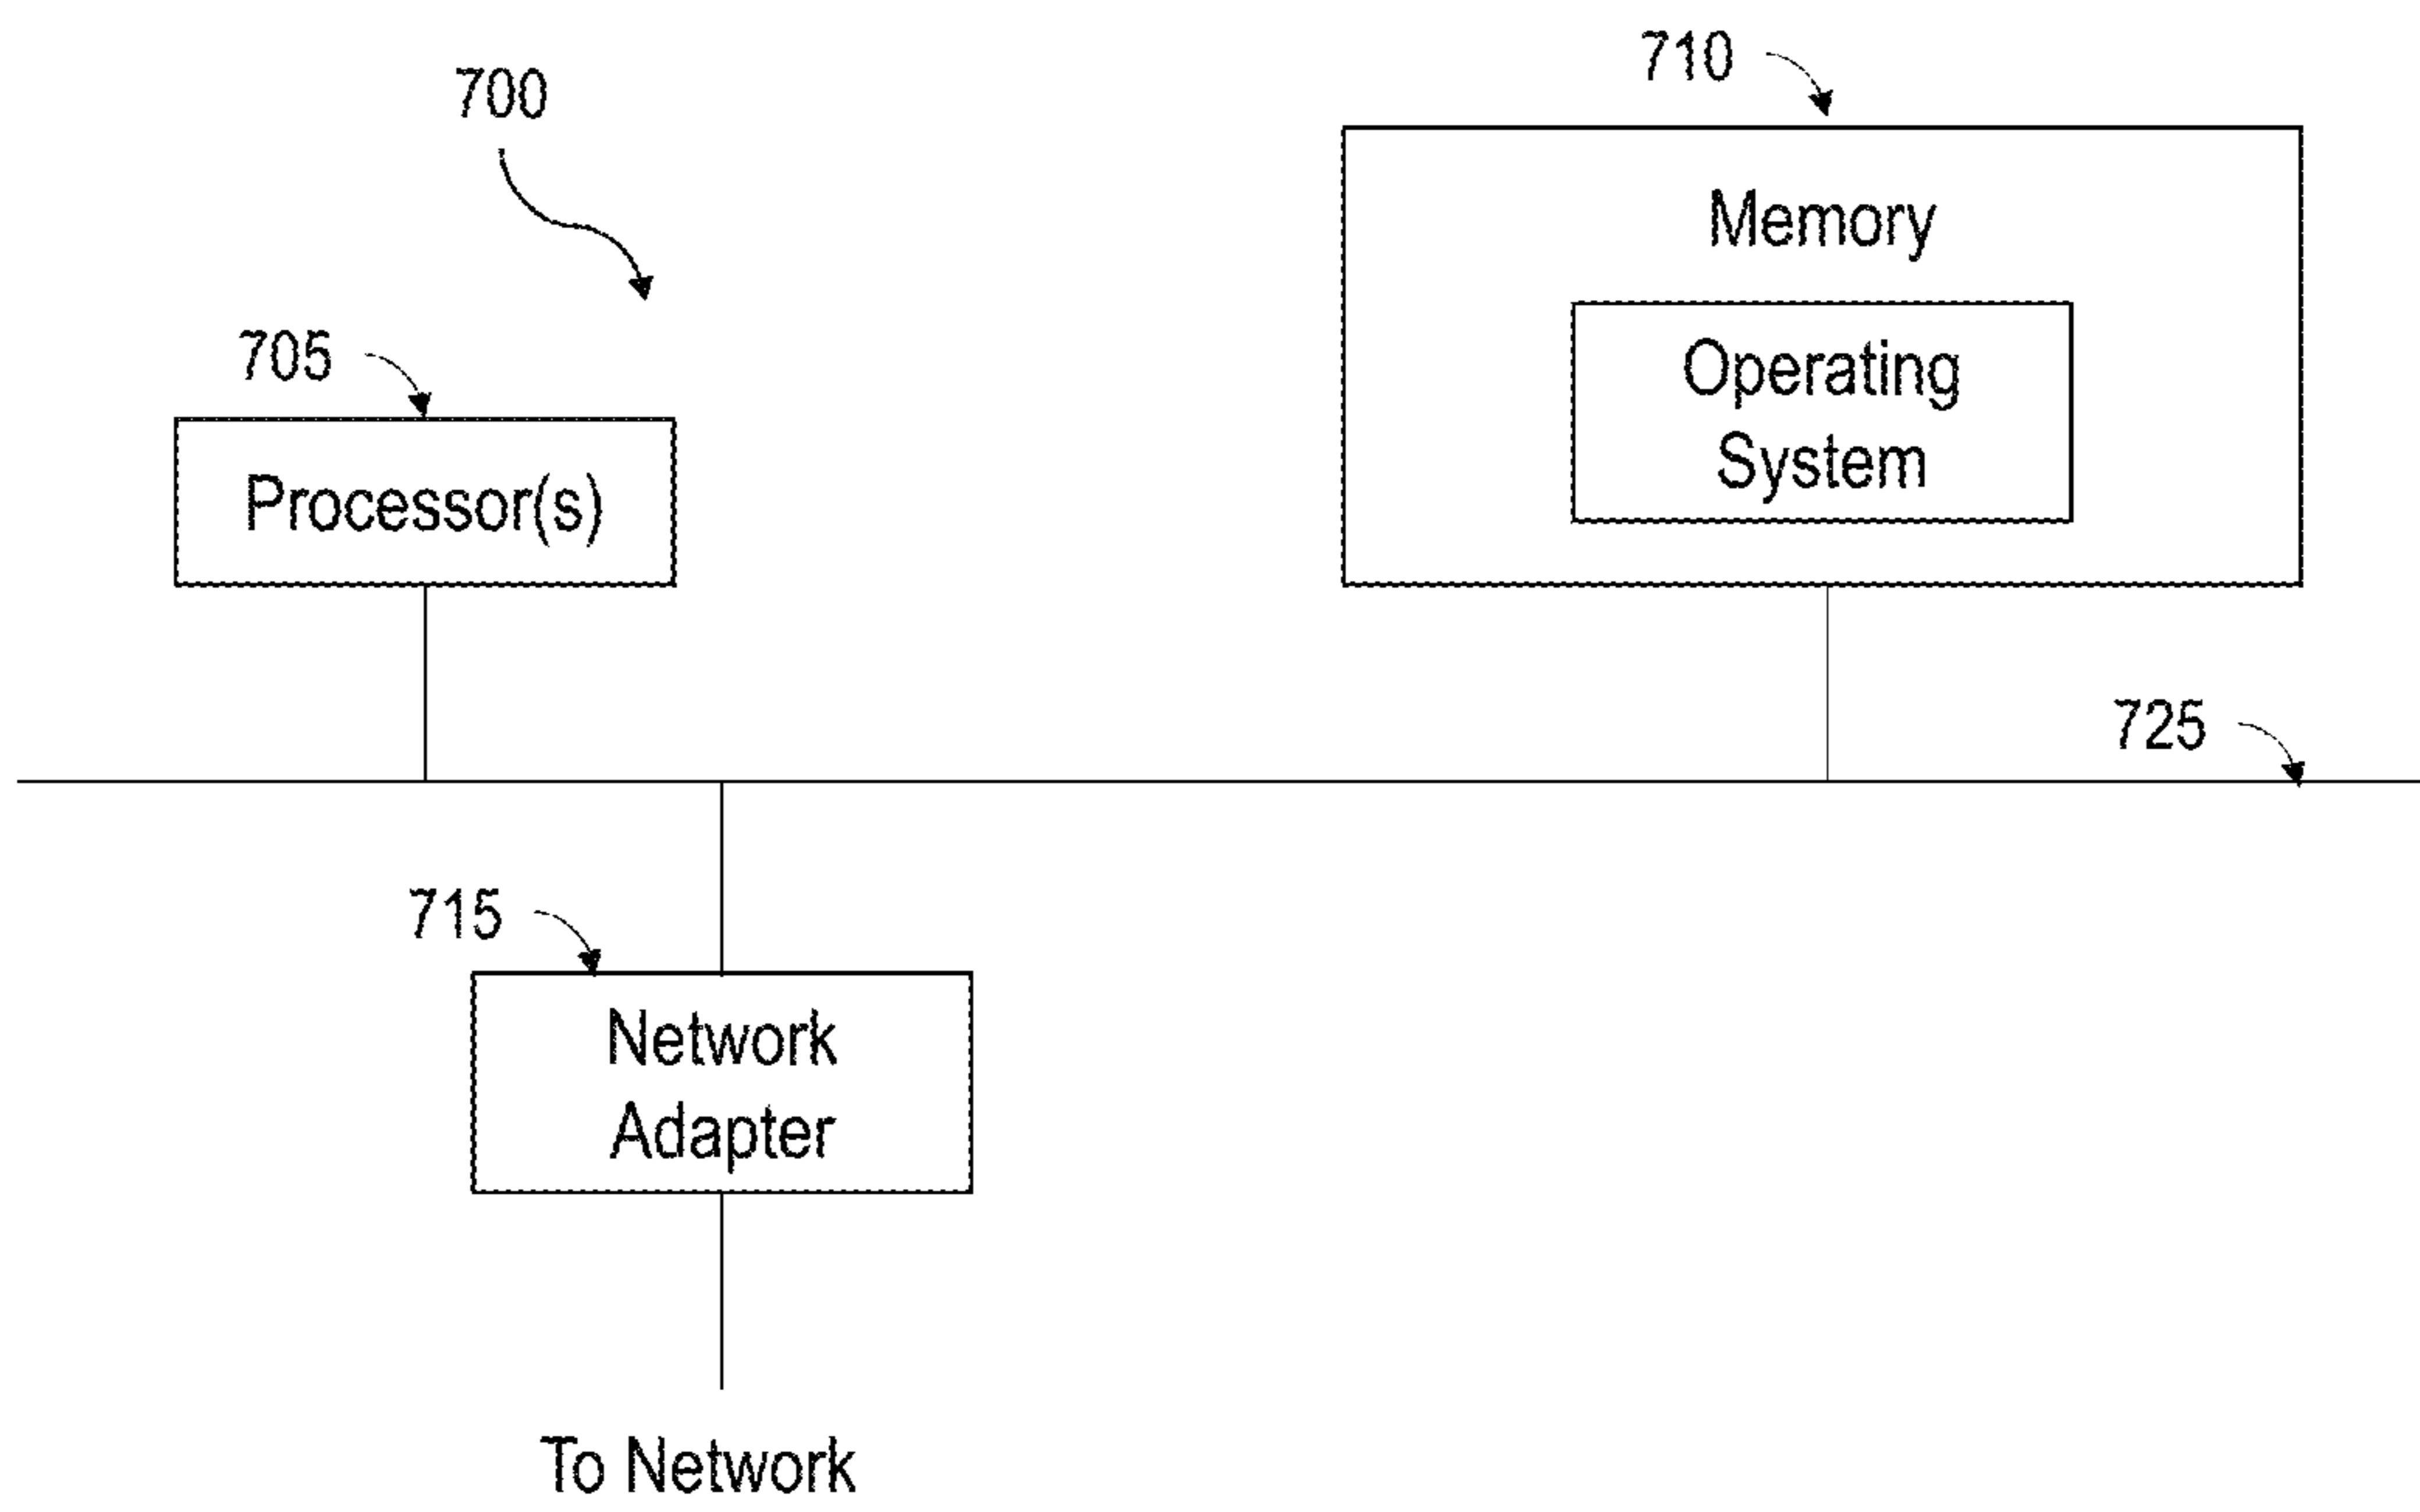 710
700
Memory
705
Operating
System
Processor(s)
725
715
Network
Adapter
To Network